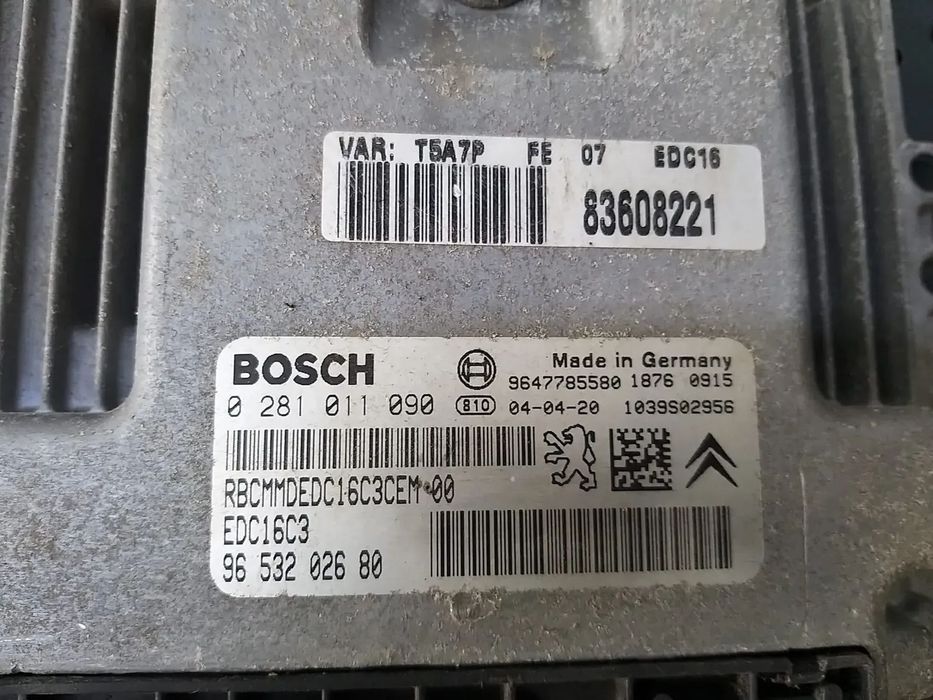 VAR: T5A7P FE 07 EDC16
83608221
BOSCH
Made in Germany
9647785580 1876 0915
0 281 011 090 810 04-04-20 1039S02956
RBCMMDEDC16C3CEM 00
EDC16C3
96 532 026 80